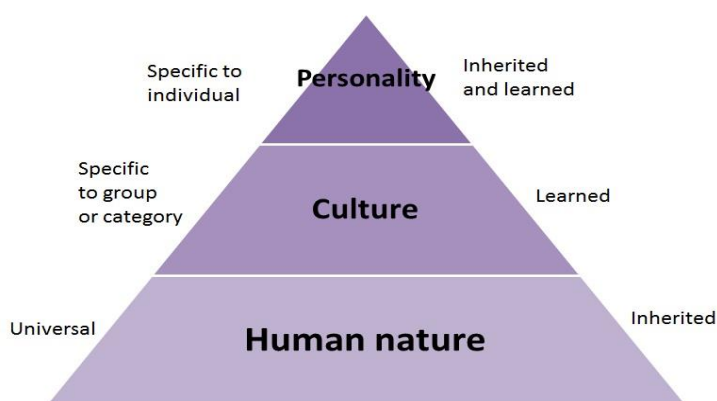 Specific to
individual
Personality
Inherited
and learned
Specific
to group
or category
Culture
Learned
Universal
Human nature
Inherited